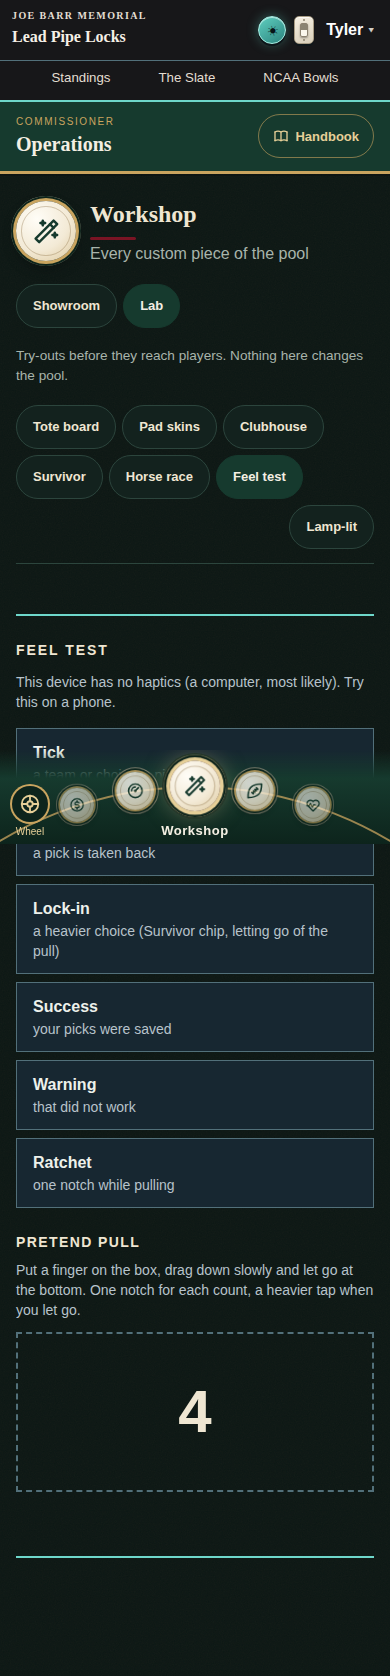 JOE BARR MEMORIAL
Lead Pipe Locks
Tyler
Standings
The Slate
NCAA Bowls
COMMISSIONER
Operations
Handbook
Workshop
Every custom piece of the pool
Showroom
Lab
Try-outs before they reach players. Nothing here changes
the pool.
Tote board
Pad skins
Clubhouse
Survivor
Horse race
Feel test
Lamp-lit
FEEL TEST
This device has no haptics (a computer, most likely). Try
this on a phone.
Tick
a team or
Wheel
Workshop
a pick is taken back
Lock-in
a heavier choice (Survivor chip, letting go of the
pull)
Success
your picks were saved
Warning
that did not work
Ratchet
one notch while pulling
PRETEND PULL
Put a finger on the box, drag down slowly and let go at
the bottom. One notch for each count, a heavier tap when
you let go.
4